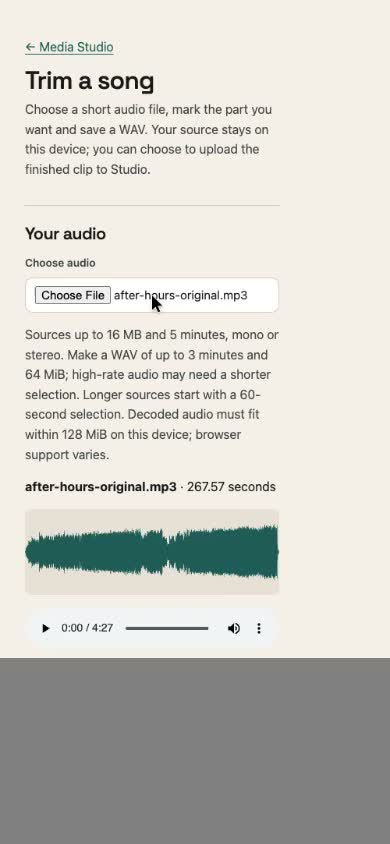 ← Media Studio
Trim a song
Choose a short audio file, mark the part you
want and save a WAV. Your source stays on
this device; you can choose to upload the
finished clip to Studio.
Your audio
Choose audio
Choose File after-hours-original.mp3
Sources up to 16 MB and 5 minutes, mono or
stereo. Make a WAV of up to 3 minutes and
64 MiB; high-rate audio may need a shorter
selection. Longer sources start with a 60-
second selection. Decoded audio must fit
within 128 MiB on this device; browser
support varies.
after-hours-original.mp3 · 267.57 seconds
0:00 / 4:27